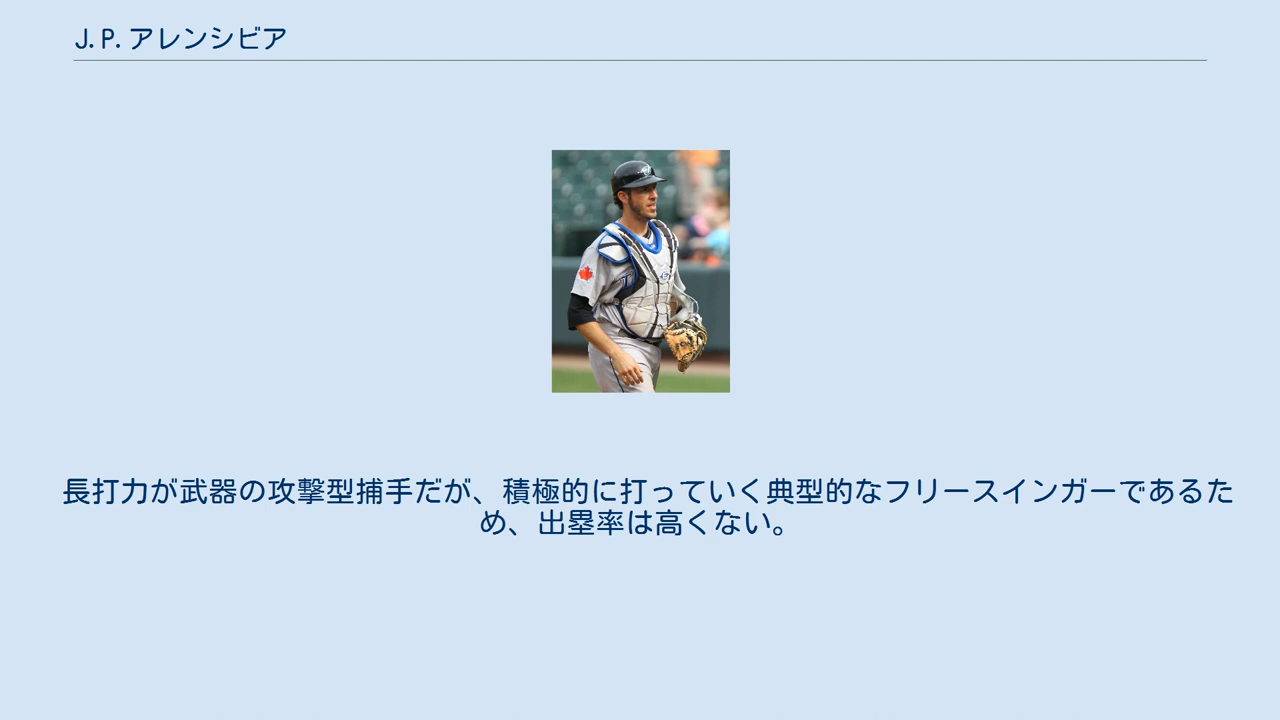 J.P.アレンシビア
長打力が武器の攻撃型捕手だが、積極的に打っていく典型的なフリースインガーであるた
め、出塁率は高くない。